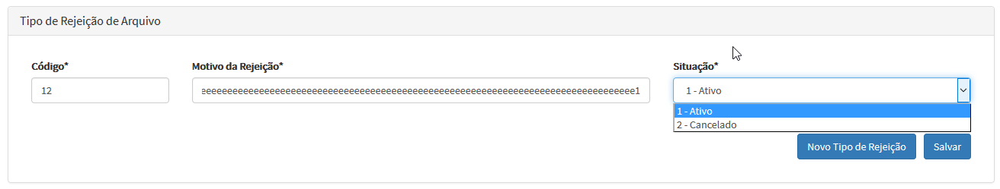 Tipo de Rejeição de Arquivo
Código* Motivo da Rejeição* Situação*
12 eeeeeeeeeeeeeeeeeeeeeeeeeeeeeeeeeeeeeeeeeeeeeeeeeeeeeeeeeeeeeeeeeeeeeeeeeeeeeeeeee1 1 - Ativo
1 - Ativo
2 - Cancelado
Novo Tipo de Rejeição Salvar